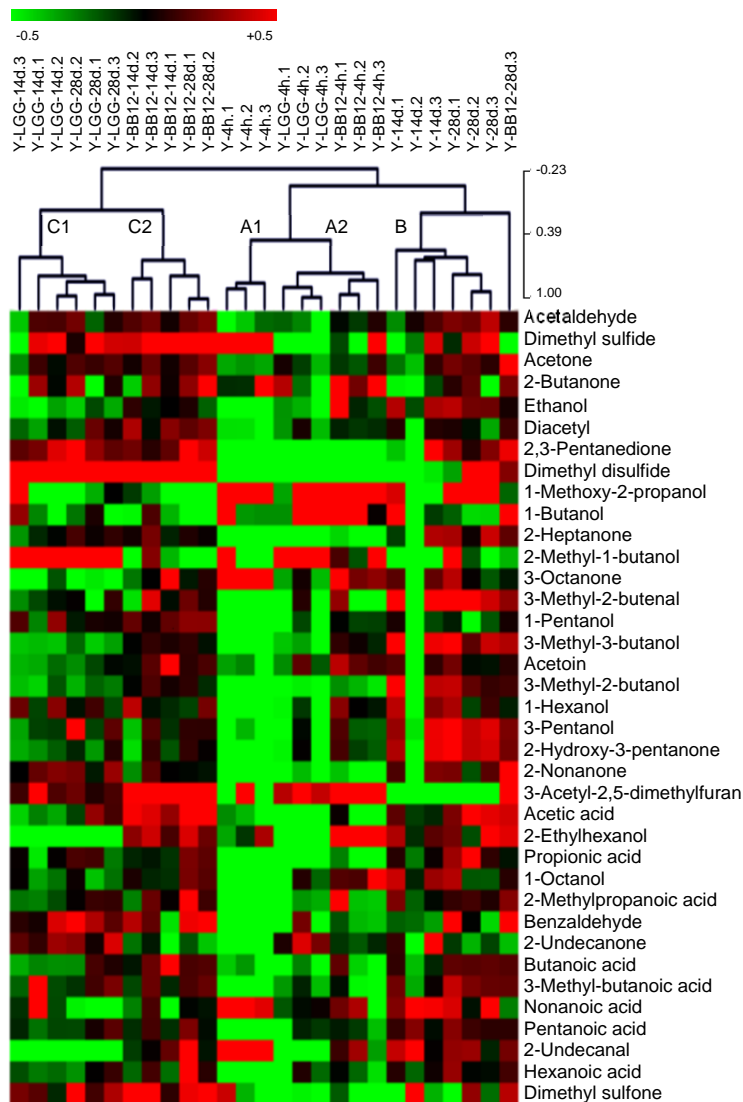 -0.5 +0.5
Y-LGG-14d.3
Y-LGG-14d.1
Y-LGG-14d.2
Y-LGG-28d.2
Y-LGG-28d.1
Y-LGG-28d.3
Y-BB12-14d.2
Y-BB12-14d.3
Y-BB12-14d.1
Y-BB12-28d.1
Y-BB12-28d.2
Y-4h.1
Y-4h.2
Y-4h.3
Y-LGG-4h.1
Y-LGG-4h.2
Y-LGG-4h.3
Y-BB12-4h.1
Y-BB12-4h.2
Y-BB12-4h.3
Y-14d.1
Y-14d.2
Y-14d.3
Y-28d.1
Y-28d.2
Y-28d.3
Y-BB12-28d.3
-0.23
C1 C2 A1 A2 B
0.39
1.00
Acetaldehyde
Dimethyl sulfide
Acetone
2-Butanone
Ethanol
Diacetyl
2,3-Pentanedione
Dimethyl disulfide
1-Methoxy-2-propanol
1-Butanol
2-Heptanone
2-Methyl-1-butanol
3-Octanone
3-Methyl-2-butenal
1-Pentanol
3-Methyl-3-butanol
Acetoin
3-Methyl-2-butanol
1-Hexanol
3-Pentanol
2-Hydroxy-3-pentanone
2-Nonanone
3-Acetyl-2,5-dimethylfuran
Acetic acid
2-Ethylhexanol
Propionic acid
1-Octanol
2-Methylpropanoic acid
Benzaldehyde
2-Undecanone
Butanoic acid
3-Methyl-butanoic acid
Nonanoic acid
Pentanoic acid
2-Undecanal
Hexanoic acid
Dimethyl sulfone